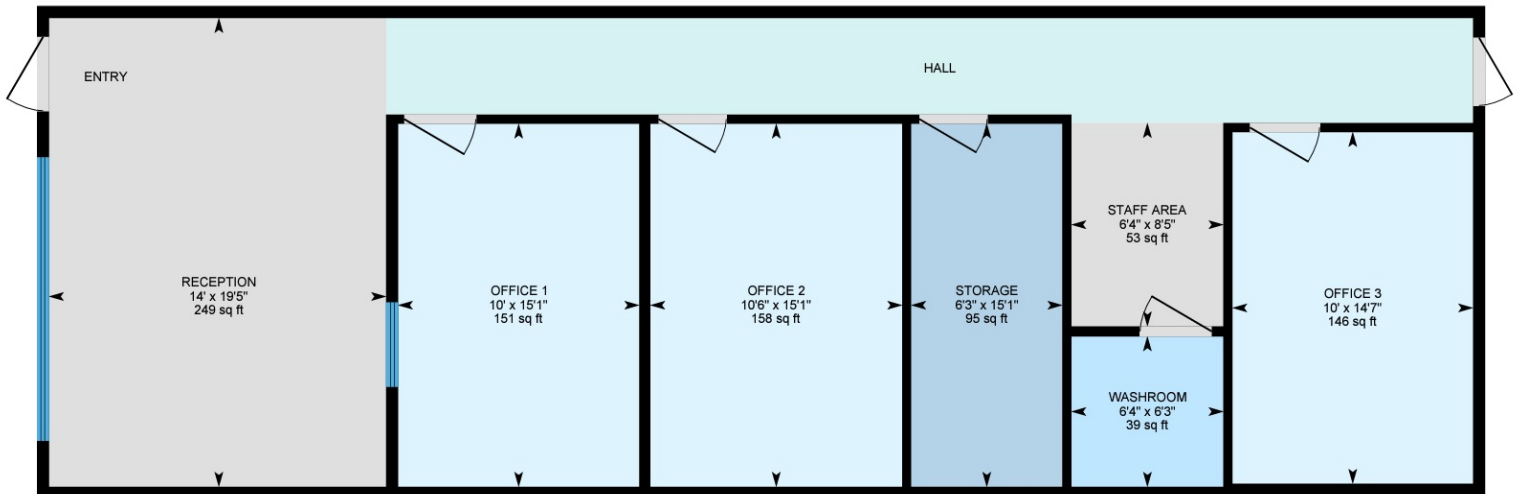 ENTRY
HALL
RECEPTION
14' x 19'5"
249 sq ft
OFFICE 1
10' x 15'1"
151 sq ft
OFFICE 2
10'6" x 15'1"
158 sq ft
STORAGE
6'3" x 15'1"
95 sq ft
STAFF AREA
6'4" x 8'5"
53 sq ft
WASHROOM
6'4" x 6'3"
39 sq ft
OFFICE 3
10' x 14'7"
146 sq ft